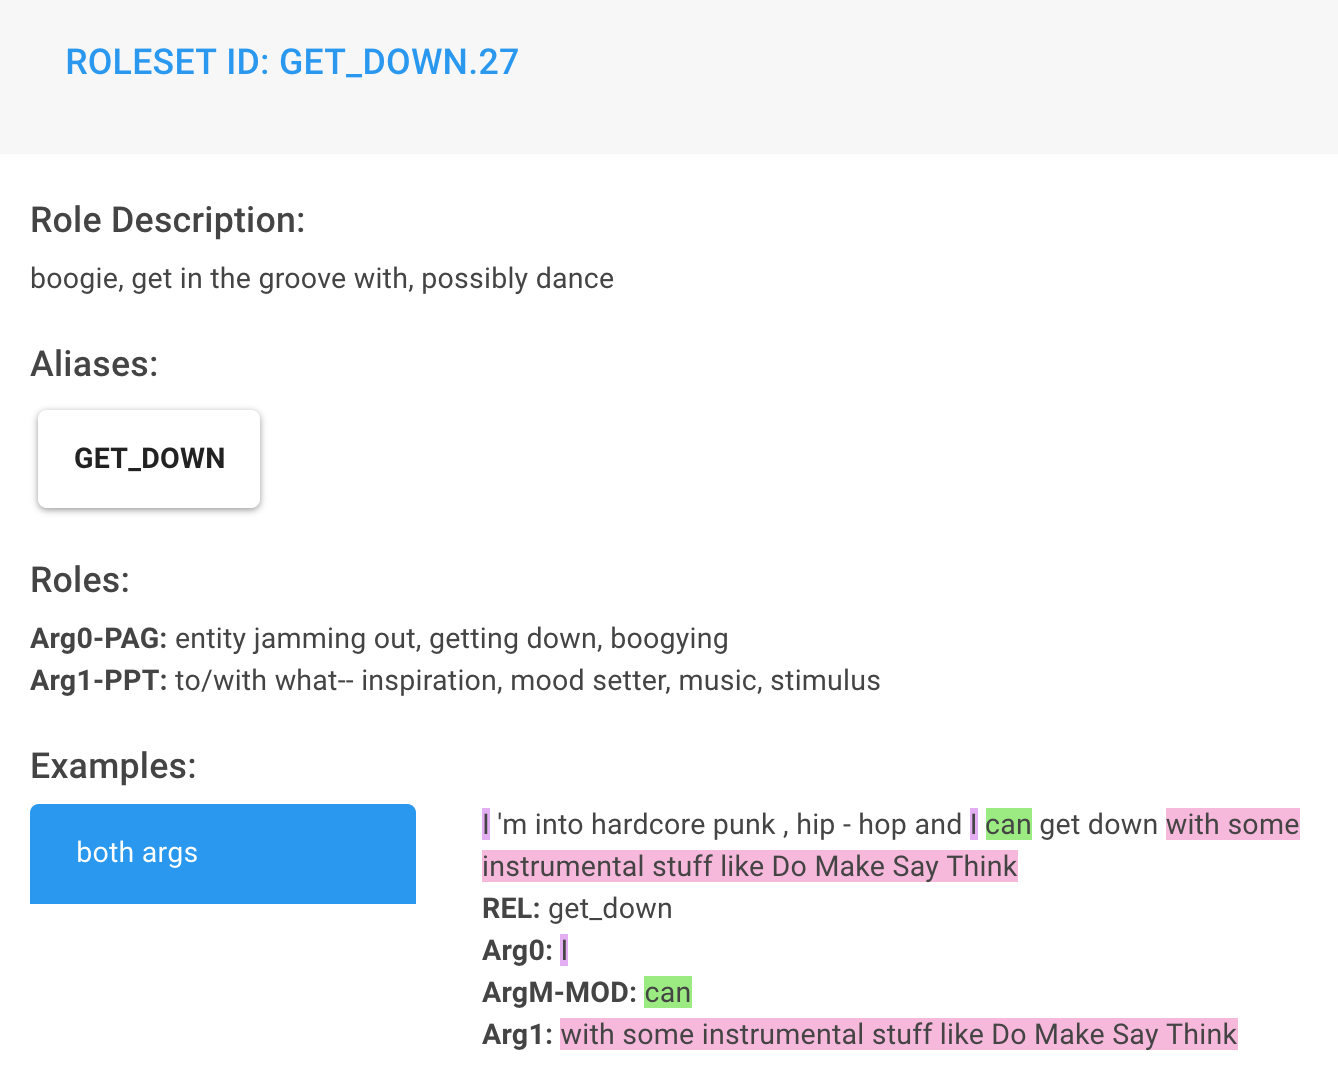 ROLESET ID: GET_DOWN.27
Role Description:
boogie, get in the groove with, possibly dance
Aliases:
GET_DOWN
Roles:
Arg0-PAG: entity jamming out, getting down, boogying
Arg1-PPT: to/with what-- inspiration, mood setter, music, stimulus
Examples:
both args
I 'm into hardcore punk , hip - hop and I can get down with some
instrumental stuff like Do Make Say Think
REL: get_down
Arg0: I
ArgM-MOD: can
Arg1: with some instrumental stuff like Do Make Say Think